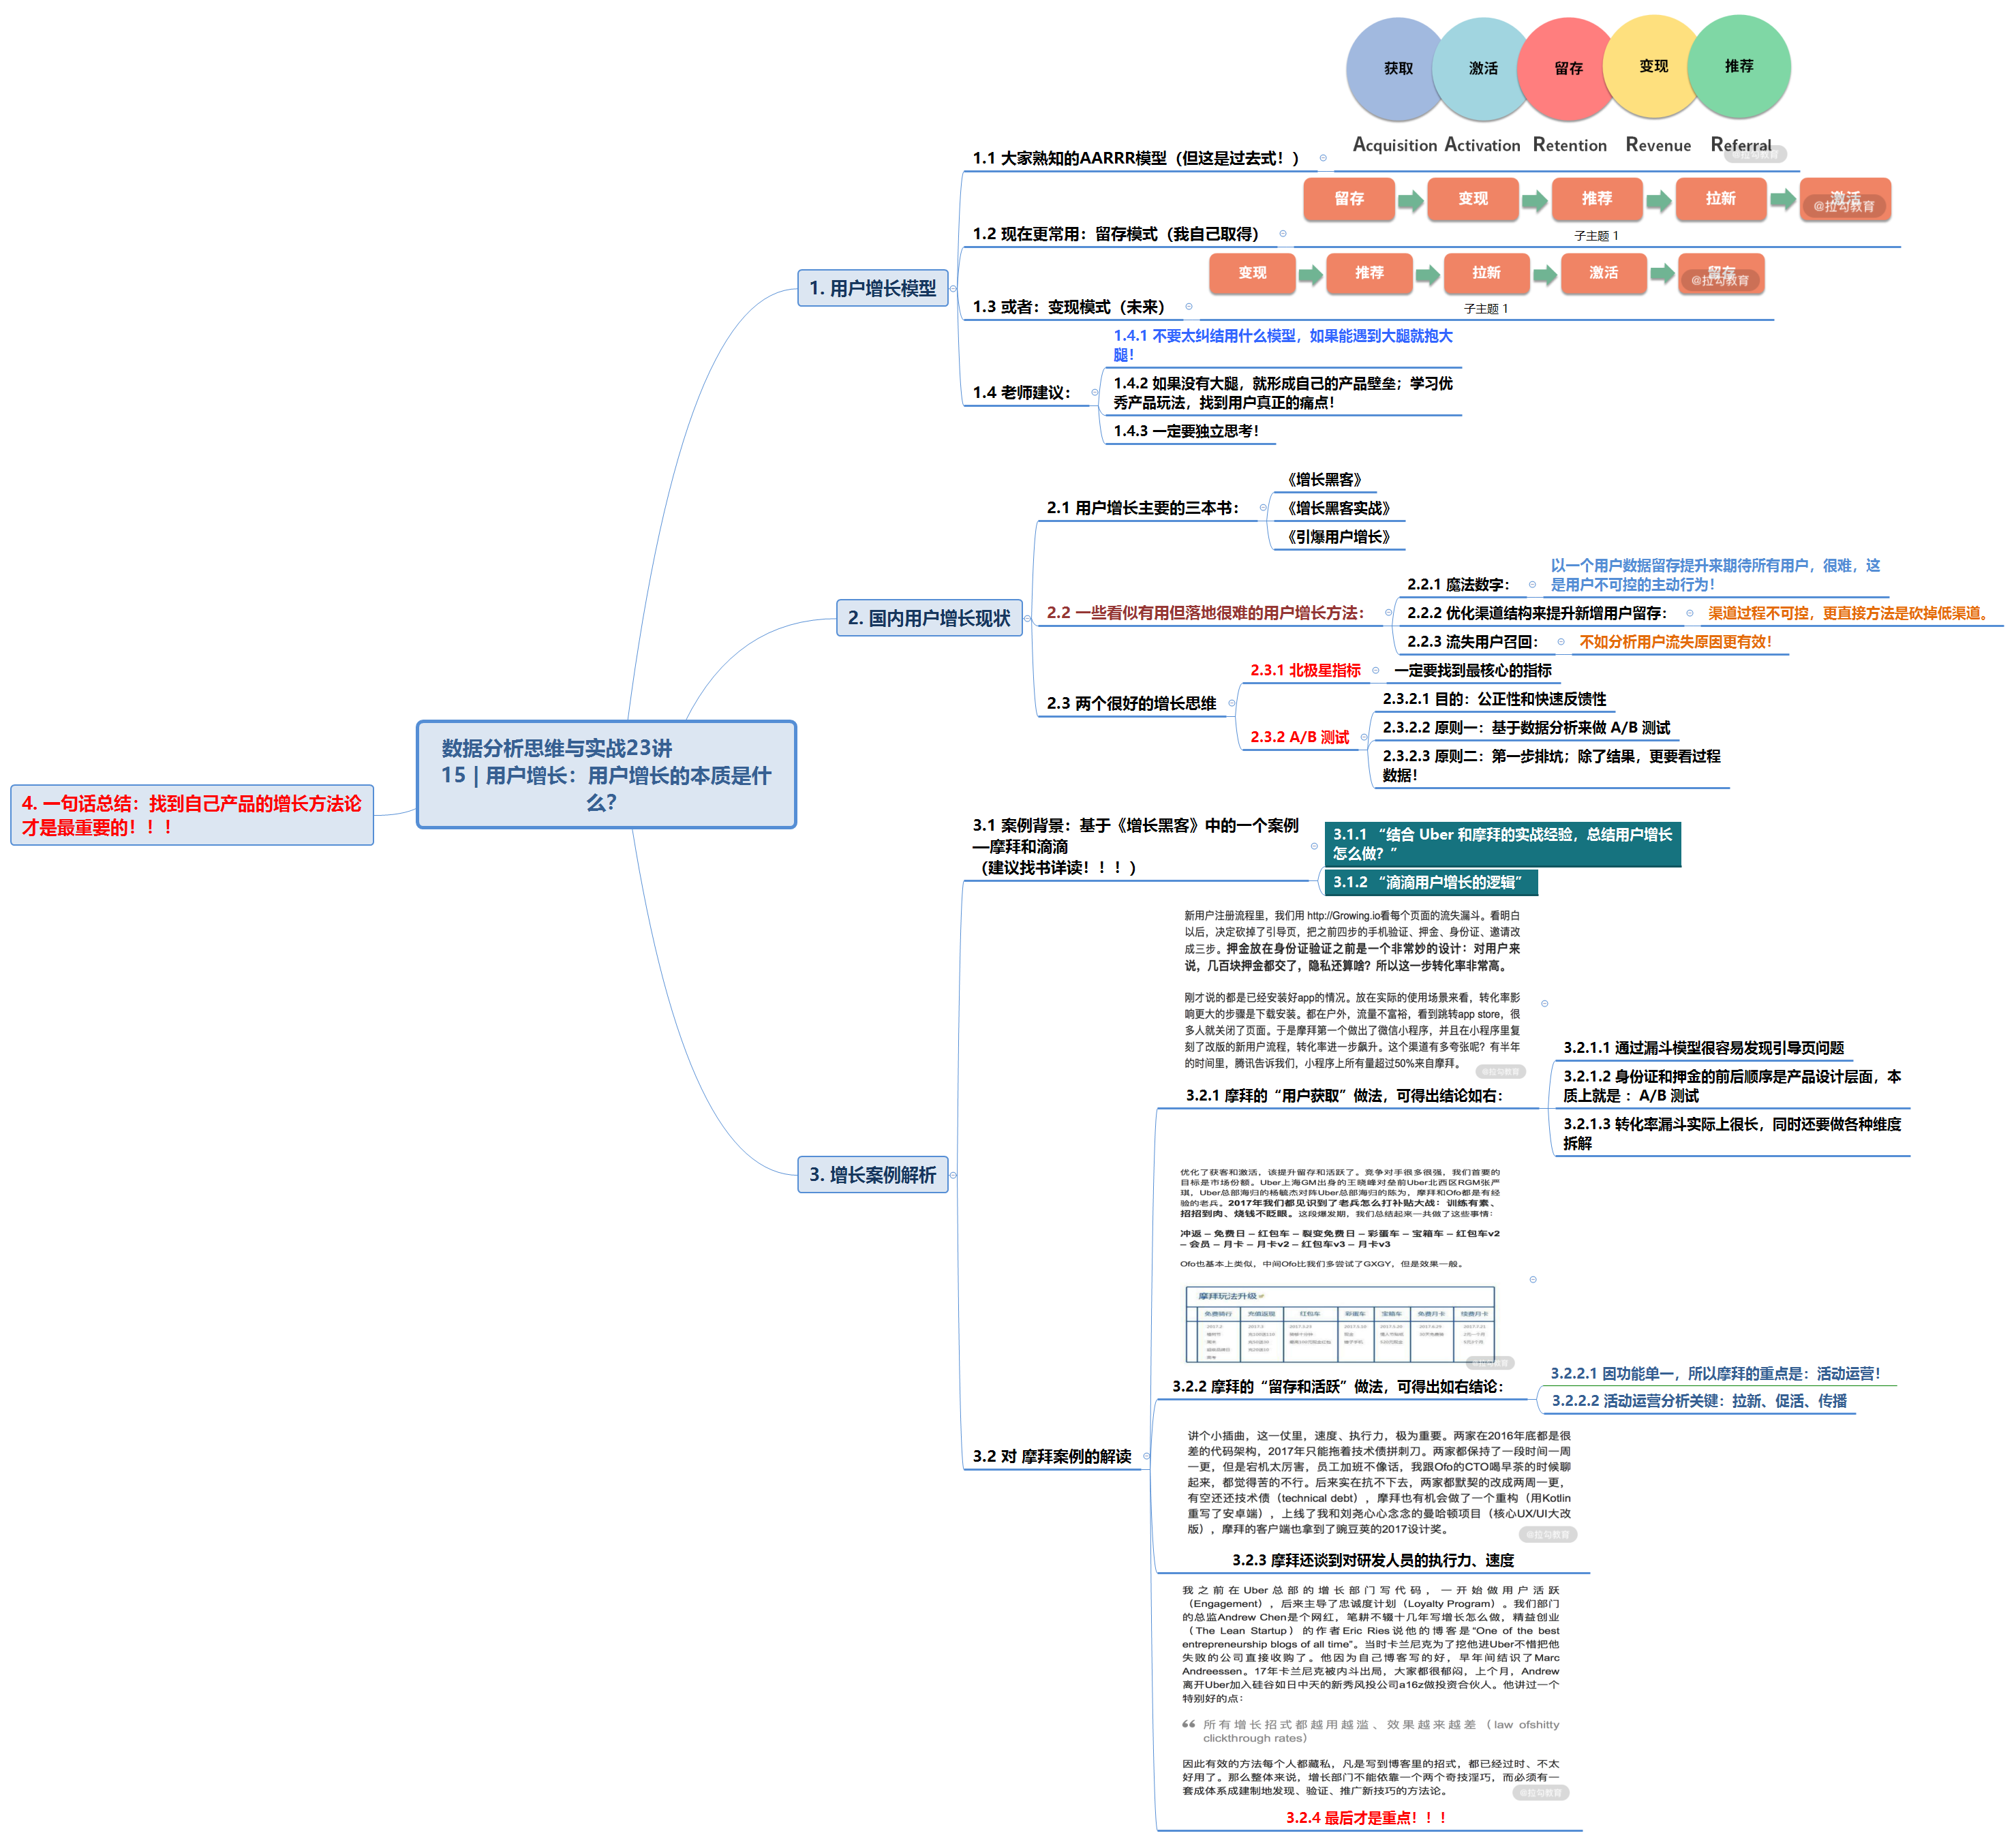 获取 激活 留存 变现 推荐
Acquisition Activation Retention Revenue Referral
@拉勾教育
1.1 大家熟知的AARRR模型（但这是过去式！）
留存 变现 推荐 拉新 激活
@拉勾教育
1.2 现在更常用：留存模式（我自己取得）
子主题 1
变现 推荐 拉新 激活 留存
@拉勾教育
1. 用户增长模型
1.3 或者：变现模式（未来）
子主题 1
1.4 老师建议：
1.4.1 不要太纠结用什么模型，如果能遇到大腿就抱大
腿！
1.4.2 如果没有大腿，就形成自己的产品壁垒；学习优
秀产品玩法，找到用户真正的痛点！
1.4.3 一定要独立思考！
2. 国内用户增长现状
2.1 用户增长主要的三本书：
《增长黑客》
《增长黑客实战》
《引爆用户增长》
2.2 一些看似有用但落地很难的用户增长方法：
2.2.1 魔法数字：
以一个用户数据留存提升来期待所有用户，很难，这
是用户不可控的主动行为！
2.2.2 优化渠道结构来提升新增用户留存：
渠道过程不可控，更直接方法是砍掉低渠道。
2.2.3 流失用户召回：
不如分析用户流失原因更有效！
2.3 两个很好的增长思维
2.3.1 北极星指标
一定要找到最核心的指标
2.3.2 A/B 测试
2.3.2.1 目的：公正性和快速反馈性
2.3.2.2 原则一：基于数据分析来做 A/B 测试
2.3.2.3 原则二：第一步排坑；除了结果，更要看过程
数据！
数据分析思维与实战23讲
15 | 用户增长：用户增长的本质是什
么？
4. 一句话总结：找到自己产品的增长方法论
才是最重要的！！！
3. 增长案例解析
3.1 案例背景：基于《增长黑客》中的一个案例
—摩拜和滴滴
（建议找书详读！！！）
3.1.1 “结合 Uber 和摩拜的实战经验，总结用户增长
怎么做？”
3.1.2 “滴滴用户增长的逻辑”
3.2 对 摩拜案例的解读
新用户注册流程里，我们用 http://Growing.io看每个页面的流失漏斗。看明白
以后，决定砍掉了引导页，把之前四步的手机验证、押金、身份证、邀请改
成三步。押金放在身份证验证之前是一个非常妙的设计：对用户来
说，几百块押金都交了，隐私还算啥？所以这一步转化率非常高。
刚才说的都是已经安装好app的情况。放在实际的使用场景来看，转化率影
响更大的步骤是下载安装。都在户外，流量不富裕，看到跳转app store，很
多人就关闭了页面。于是摩拜第一个做出了微信小程序，并且在小程序里复
刻了改版的新用户流程，转化率进一步飙升。这个渠道有多夸张呢？有半年
的时间里，腾讯告诉我们，小程序上所有量超过50%来自摩拜。
@拉勾教育
3.2.1 摩拜的“用户获取”做法，可得出结论如右：
3.2.1.1 通过漏斗模型很容易发现引导页问题
3.2.1.2 身份证和押金的前后顺序是产品设计层面，本
质上就是 ：A/B 测试
3.2.1.3 转化率漏斗实际上很长，同时还要做各种维度
拆解
优化了获客和激活，该提升留存和活跃了。竞争对手很多很强，我们首要的
目标是市场份额。Uber上海GM出身的王晓峰对垒前Uber北西区RGM张严
琪，Uber总部海归的杨毓杰对阵Uber总部海归的陈为，摩拜和Ofo都是有经
验的老兵。2017年我们都见识到了老兵怎么打补贴大战：训练有素、
招招到肉、烧钱不眨眼。这段爆发期，我们总结起来一共做了这些事情：
冲返 – 免费日 – 红包车 – 裂变免费日 – 彩蛋车 – 宝箱车 – 红包车v2
– 会员 – 月卡 – 月卡v2 – 红包车v3 – 月卡v3
Ofo也基本上类似，中间Ofo比我们多尝试了GXGY，但是效果一般。
摩拜玩法升级
免费骑行 充值返现 红包车 彩蛋车 宝箱车 免费月卡 续费月卡
@拉勾教育
3.2.2 摩拜的“留存和活跃”做法，可得出如右结论：
3.2.2.1 因功能单一，所以摩拜的重点是：活动运营！
3.2.2.2 活动运营分析关键：拉新、促活、传播
讲个小插曲，这一仗里，速度、执行力，极为重要。两家在2016年底都是很
差的代码架构，2017年只能拖着技术债拼刺刀。两家都保持了一段时间一周
一更，但是宕机太厉害，员工加班不像话，我跟Ofo的CTO喝早茶的时候聊
起来，都觉得苦的不行。后来实在抗不下去，两家都默契的改成两周一更，
有空还还技术债（technical debt），摩拜也有机会做了一个重构（用Kotlin
重写了安卓端），上线了我和刘尧心心念念的曼哈顿项目（核心UX/UI大改
版），摩拜的客户端也拿到了豌豆荚的2017设计奖。
@拉勾教育
3.2.3 摩拜还谈到对研发人员的执行力、速度
我之前在Uber总部的增长部门写代码，一开始做用户活跃
（Engagement），后来主导了忠诚度计划（Loyalty Program）。我们部门
的总监Andrew Chen是个网红，笔耕不辍十几年写增长怎么做，精益创业
（The Lean Startup）的作者Eric Ries说他的博客是“One of the best
entrepreneurship blogs of all time”。当时卡兰尼克为了挖他进Uber不惜把他
失败的公司直接收购了。他因为自己博客写的好，早年间结识了Marc
Andreessen。17年卡兰尼克被内斗出局，大家都很郁闷，上个月，Andrew
离开Uber加入硅谷如日中天的新秀风投公司a16z做投资合伙人。他讲过一个
特别好的点：
“ 所有增长招式都越用越滥、效果越来越差（law ofshitty
clickthrough rates）
因此有效的方法每个人都藏私，凡是写到博客里的招式，都已经过时、不太
好用了。那么整体来说，增长部门不能依靠一个两个奇技淫巧，而必须有一
套成体系成建制地发现、验证、推广新技巧的方法论。
@拉勾教育
3.2.4 最后才是重点！！！